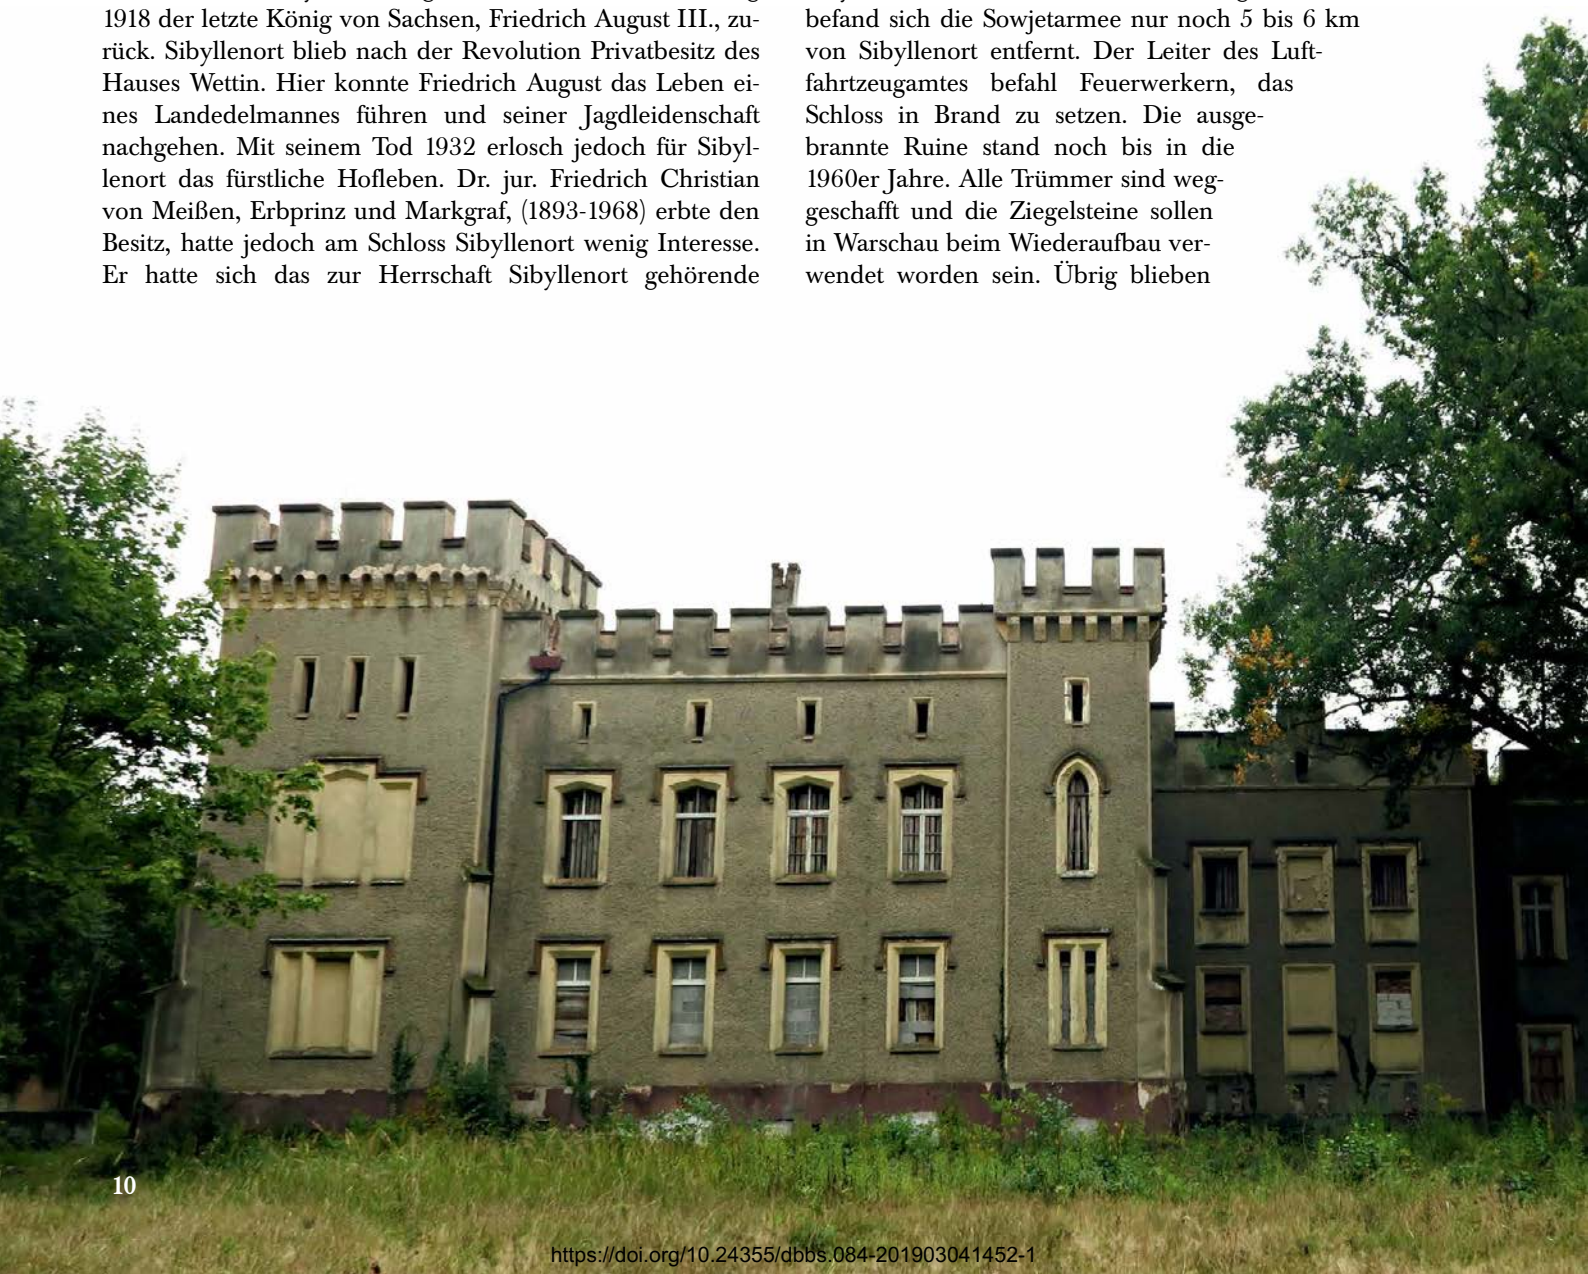 1918 der letzte König von Sachsen, Friedrich August III., zu-
rück. Sibyllenort blieb nach der Revolution Privatbesitz des
Hauses Wettin. Hier konnte Friedrich August das Leben ei-
nes Landedelmannes führen und seiner Jagdleidenschaft
nachgehen. Mit seinem Tod 1932 erlosch jedoch für Sibyl-
lenort das fürstliche Hofleben. Dr. jur. Friedrich Christian
von Meißen, Erbprinz und Markgraf, (1893-1968) erbte den
Besitz, hatte jedoch am Schloss Sibyllenort wenig Interesse.
Er hatte sich das zur Herrschaft Sibyllenort gehörende
befand sich die Sowjetarmee nur noch 5 bis 6 km
von Sibyllenort entfernt. Der Leiter des Luft-
fahrtzeugamtes befahl Feuerwerkern, das
Schloss in Brand zu setzen. Die ausge-
brannte Ruine stand noch bis in die
1960er Jahre. Alle Trümmer sind weg-
geschafft und die Ziegelsteine sollen
in Warschau beim Wiederaufbau ver-
wendet worden sein. Übrig blieben
10
https://doi.org/10.24355/dbbs.084-201903041452-1